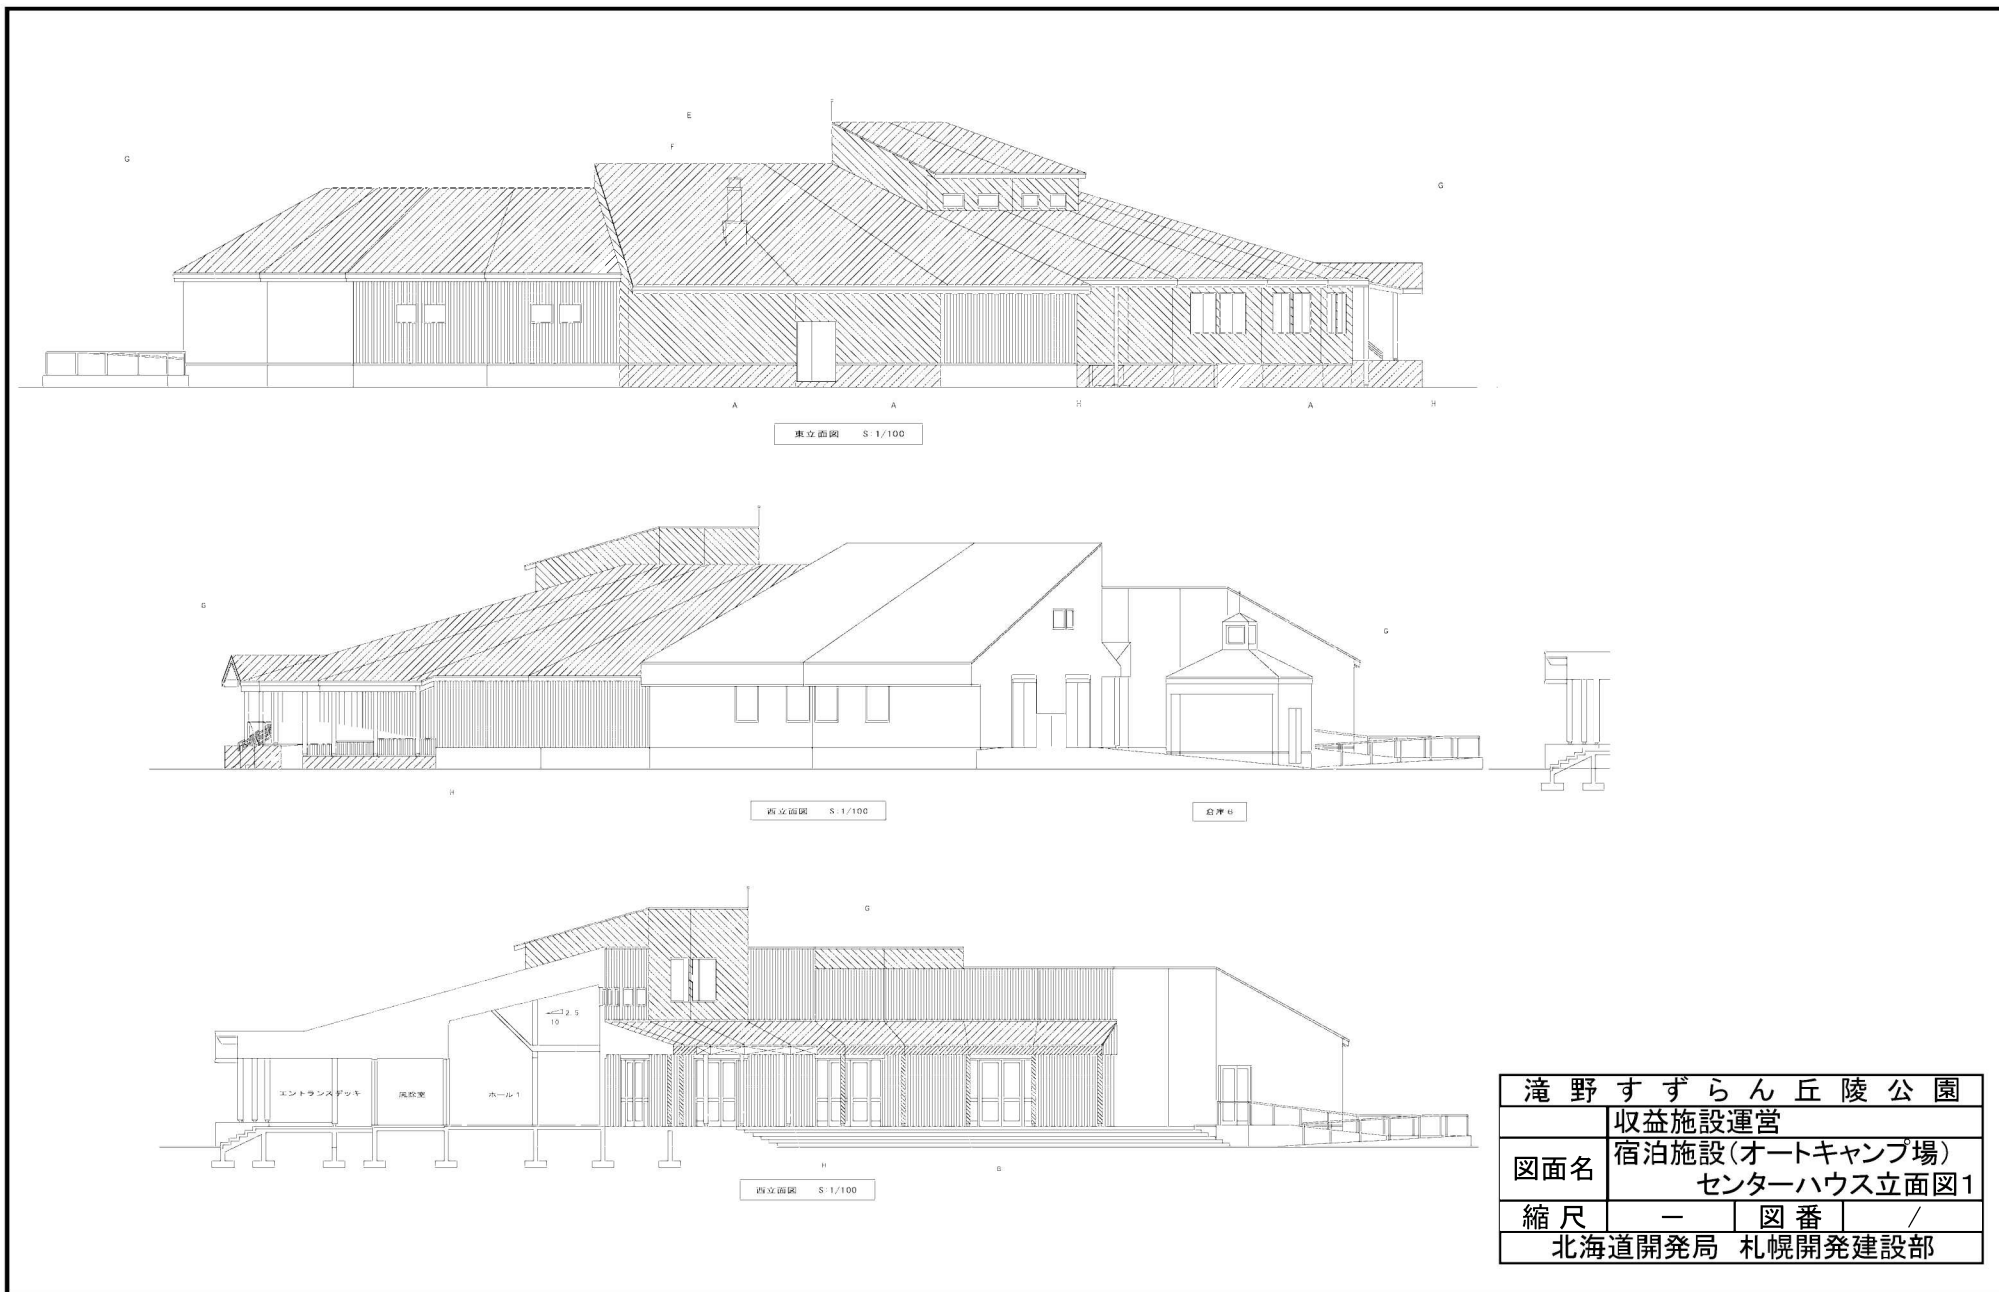 E
F
G
G
A
A
H
A
H
東立面図 S:1/100
G
G
H
西立面図 S:1/100
倉庫6
G
2.5
10
エントランスデッキ 風除室 ホール1
H
G
西立面図 S:1/100
滝野すずらん丘陵公園
収益施設運営
図面名 宿泊施設(オートキャンプ場)
センターハウス立面図1
縮尺 － 図番 /
北海道開発局 札幌開発建設部